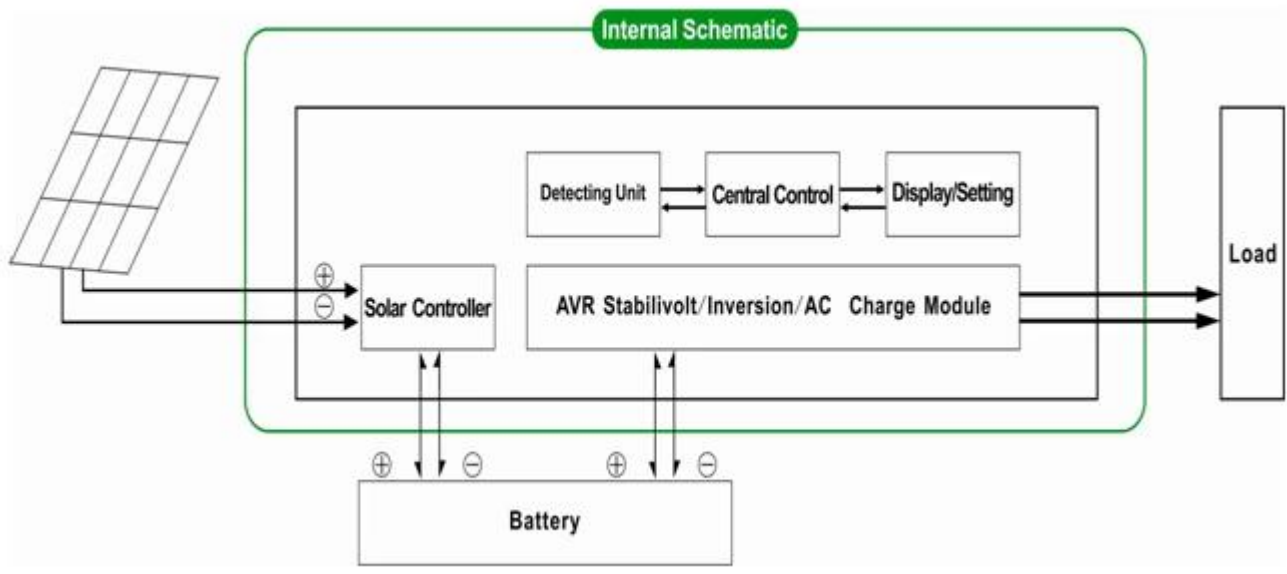 Internal Schematic
Detecting Unit
Central Control
Display/Setting
Load
⊕
⊖
Solar Controller
AVR Stabilivolt/Inversion/AC Charge Module
⊕ ⊖ ⊕ ⊖
Battery